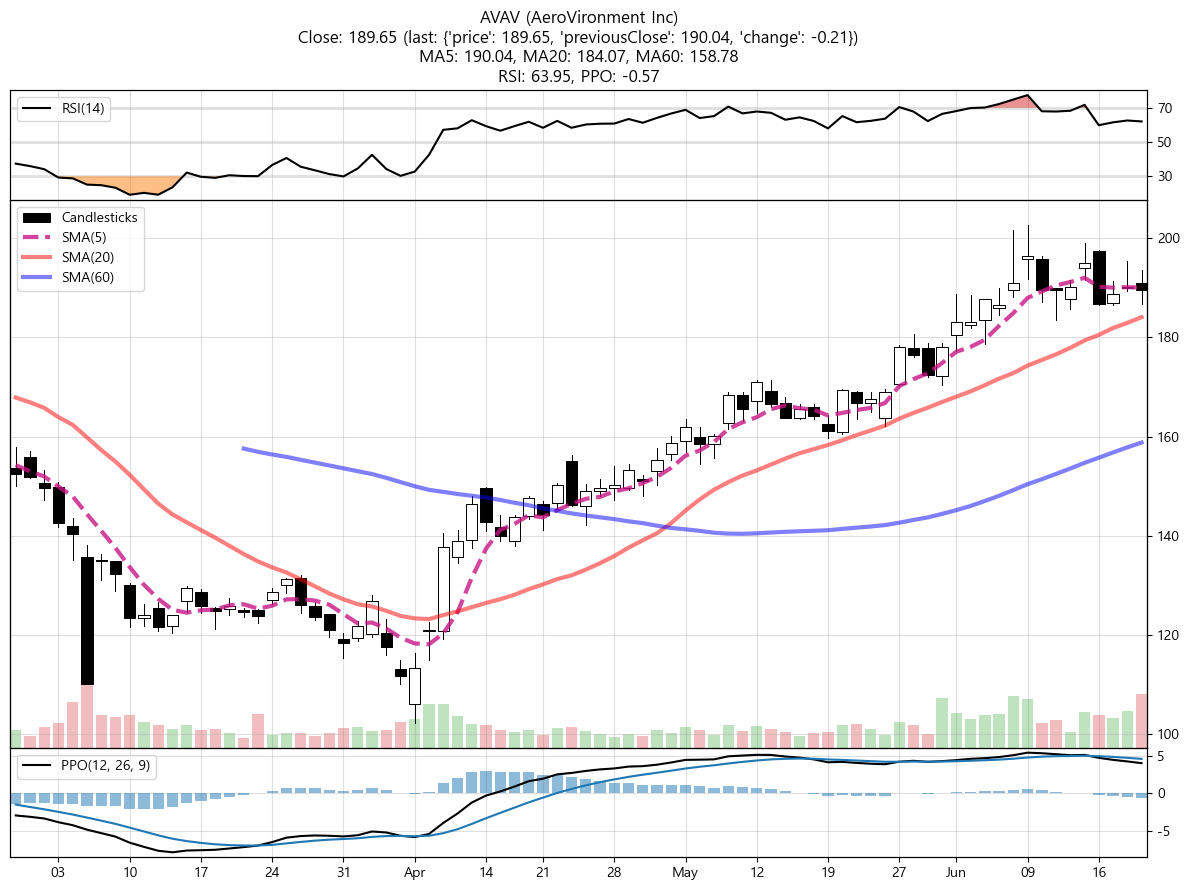 AVAV (AeroVironment Inc)
Close: 189.65 (last: {'price': 189.65, 'previousClose': 190.04, 'change': -0.21})
MA5: 190.04, MA20: 184.07, MA60: 158.78
RSI: 63.95, PPO: -0.57
RSI(14)
70
50
30
Candlesticks
SMA(5)
SMA(20)
SMA(60)
200
180
160
140
120
100
PPO(12, 26, 9)
5
0
-5
03 10 17 24 31 Apr 14 21 28 May 12 19 27 Jun 09 16